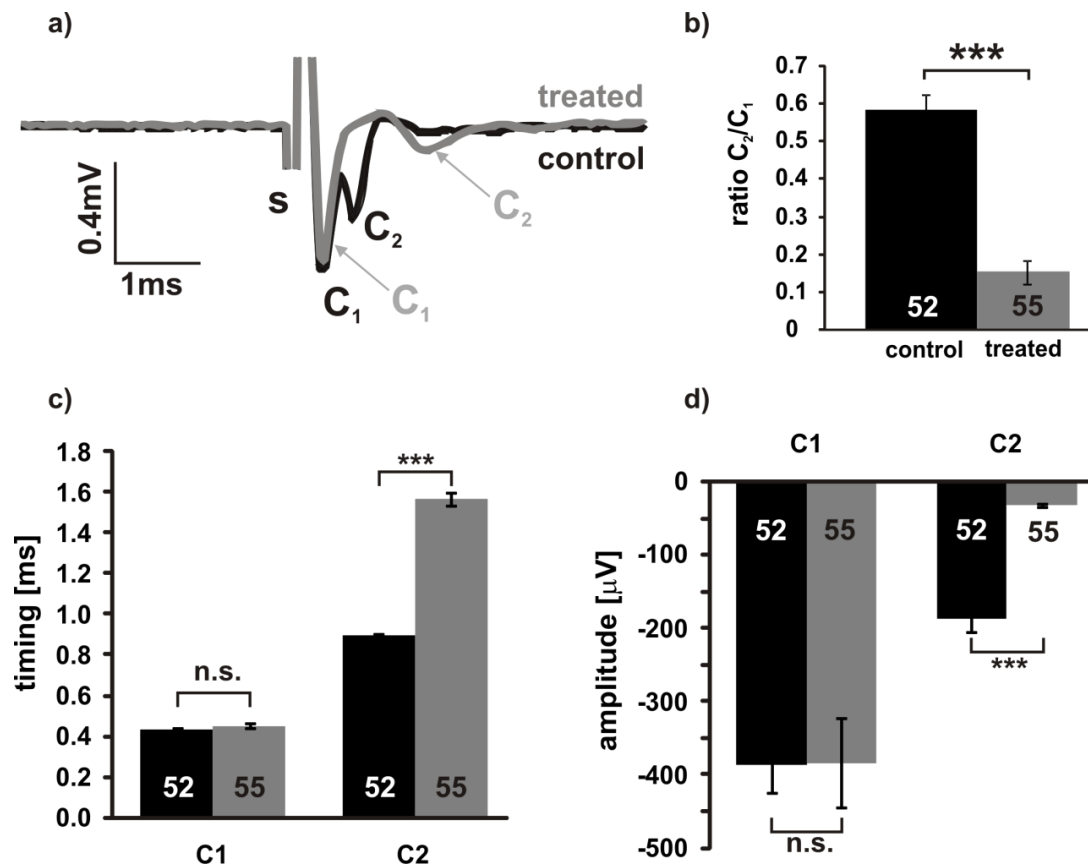 a)
treated
control
s
0.4mV
1ms
C₂
C₂
C₁
C₁
b)
***
ratio C₂/C₁
0.7
0.6
0.5
0.4
0.3
0.2
0.1
0
52
55
control treated
c)
timing [ms]
1.8
1.6
1.4
1.2
1.0
0.8
0.6
0.4
0.2
0.0
n.s.
***
52
55
52
55
C1
C2
d)
C1
C2
amplitude [µV]
0
-100
-200
-300
-400
-500
52
55
52
55
***
n.s.